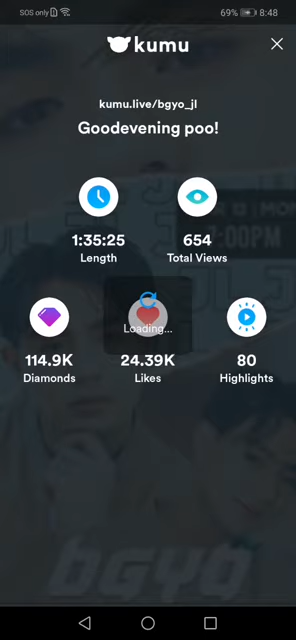 SOS only
69% 8:48
kumu
kumu.live/bgyo_jl
Goodevening poo!
1:35:25
654
Length
Total Views
Loading...
114.9K
24.39K
80
Diamonds
Likes
Highlights
bgyo